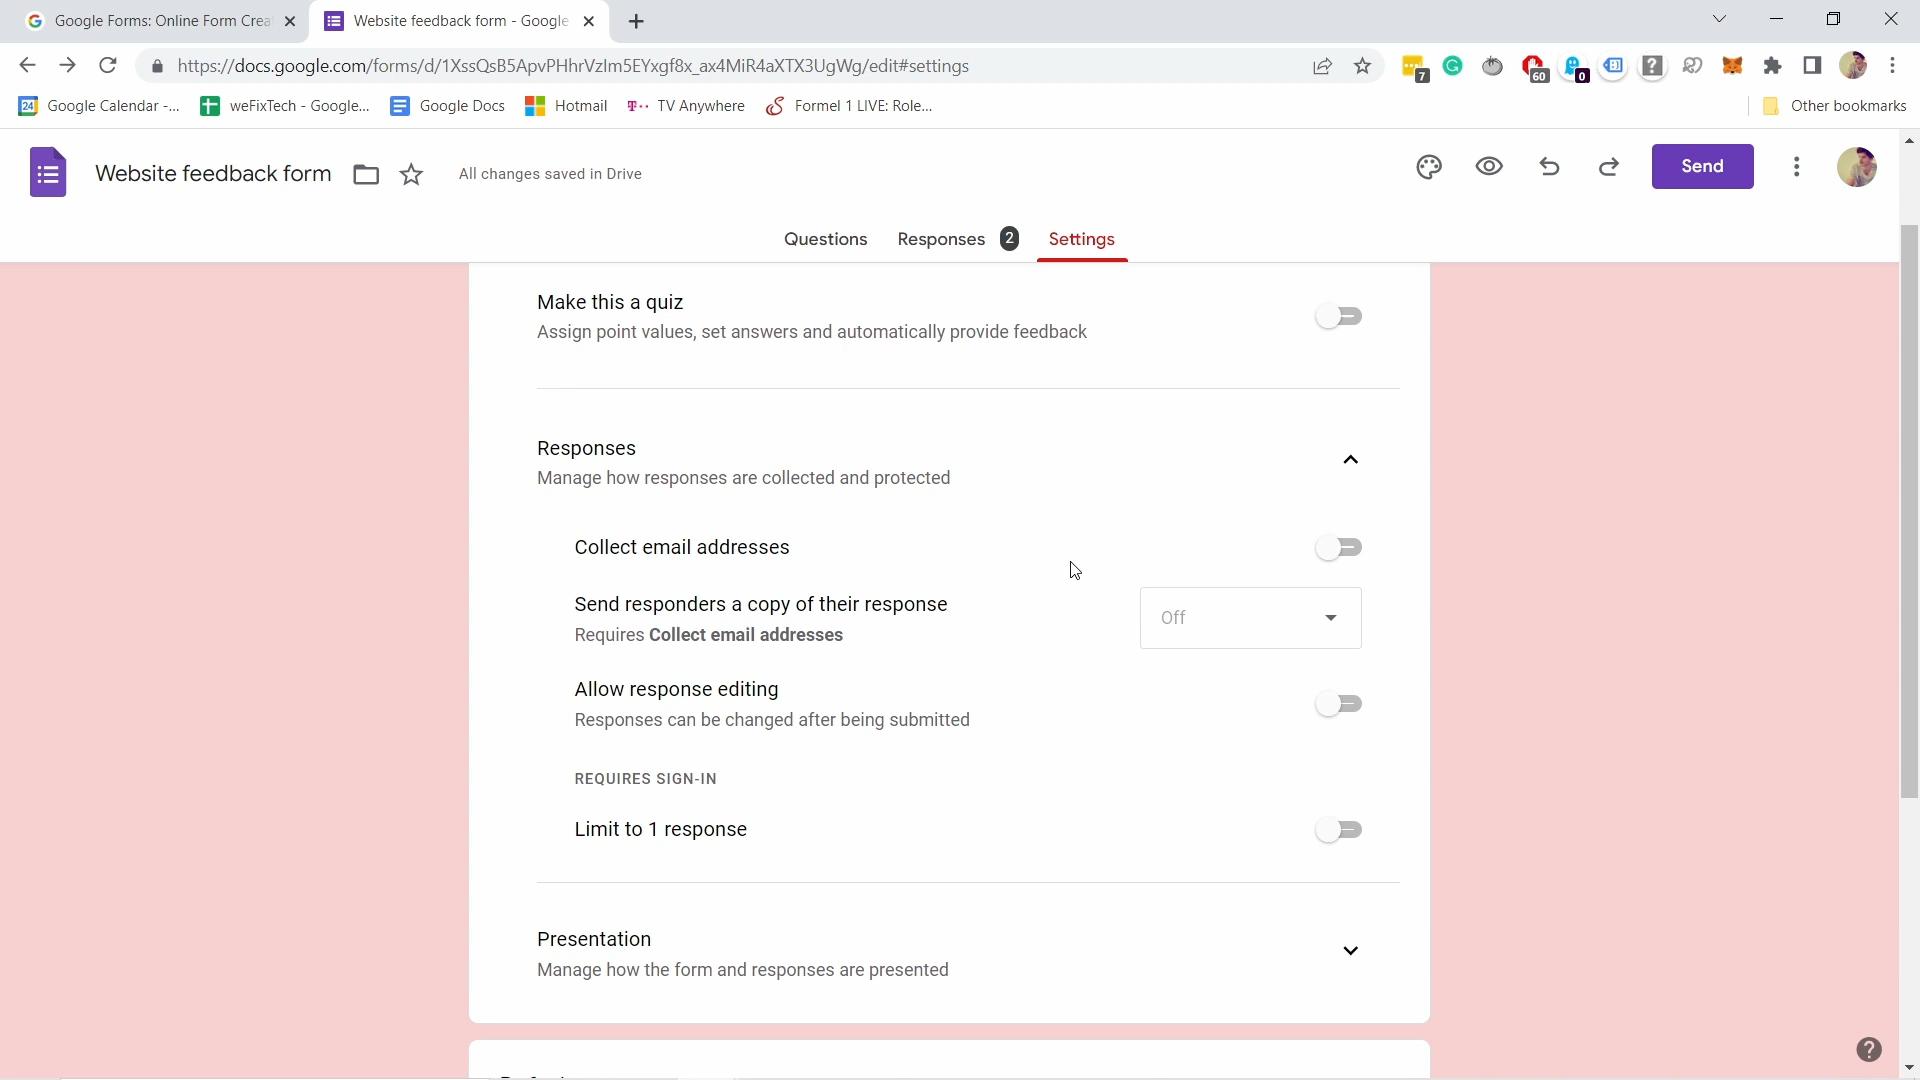 Google Forms: Online Form Crea
Website feedback form - Google
https://docs.google.com/forms/d/1XssQsB5ApvPHhrVzlm5EYxgf8x_ax4MiR4aXTX3UgWg/edit#settings
7
60
0
24 Google Calendar -...
weFixTech - Google...
Google Docs
Hotmail
TV Anywhere
Formel 1 LIVE: Role...
Other bookmarks
Website feedback form
All changes saved in Drive
Send
Questions
Responses 2
Settings
Make this a quiz
Assign point values, set answers and automatically provide feedback
Responses
Manage how responses are collected and protected
Collect email addresses
Send responders a copy of their response
Requires Collect email addresses
Off
Allow response editing
Responses can be changed after being submitted
REQUIRES SIGN-IN
Limit to 1 response
Presentation
Manage how the form and responses are presented